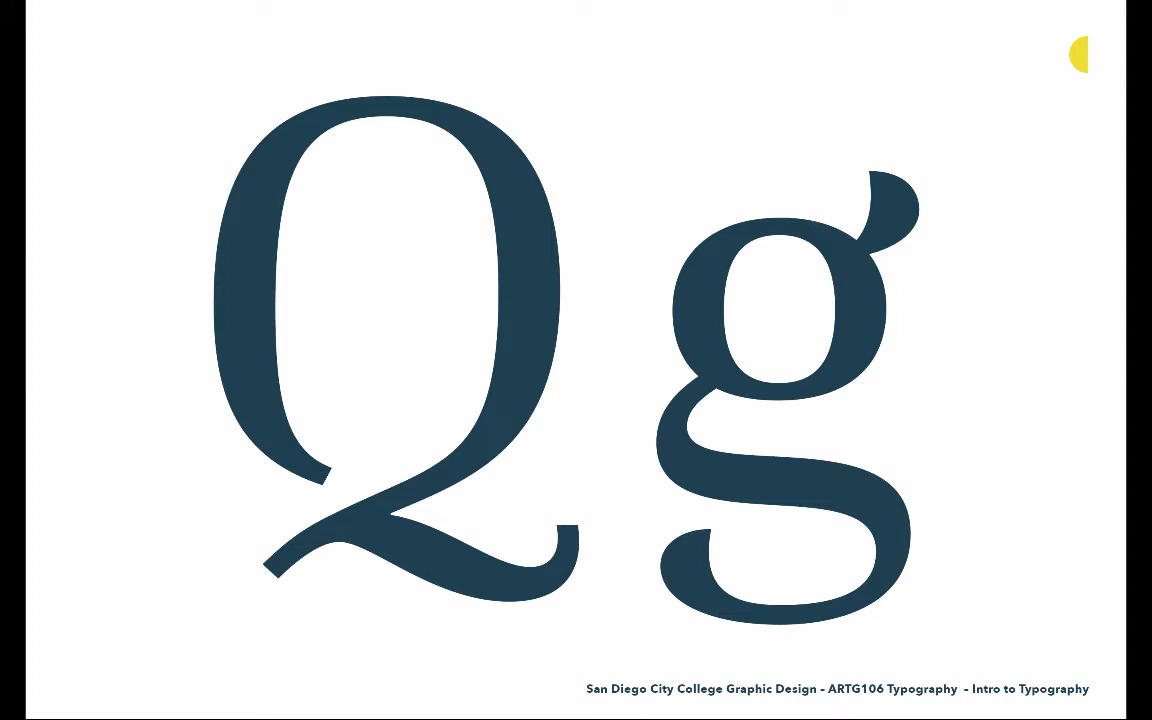 Qg
San Diego City College Graphic Design – ARTG106 Typography – Intro to Typography